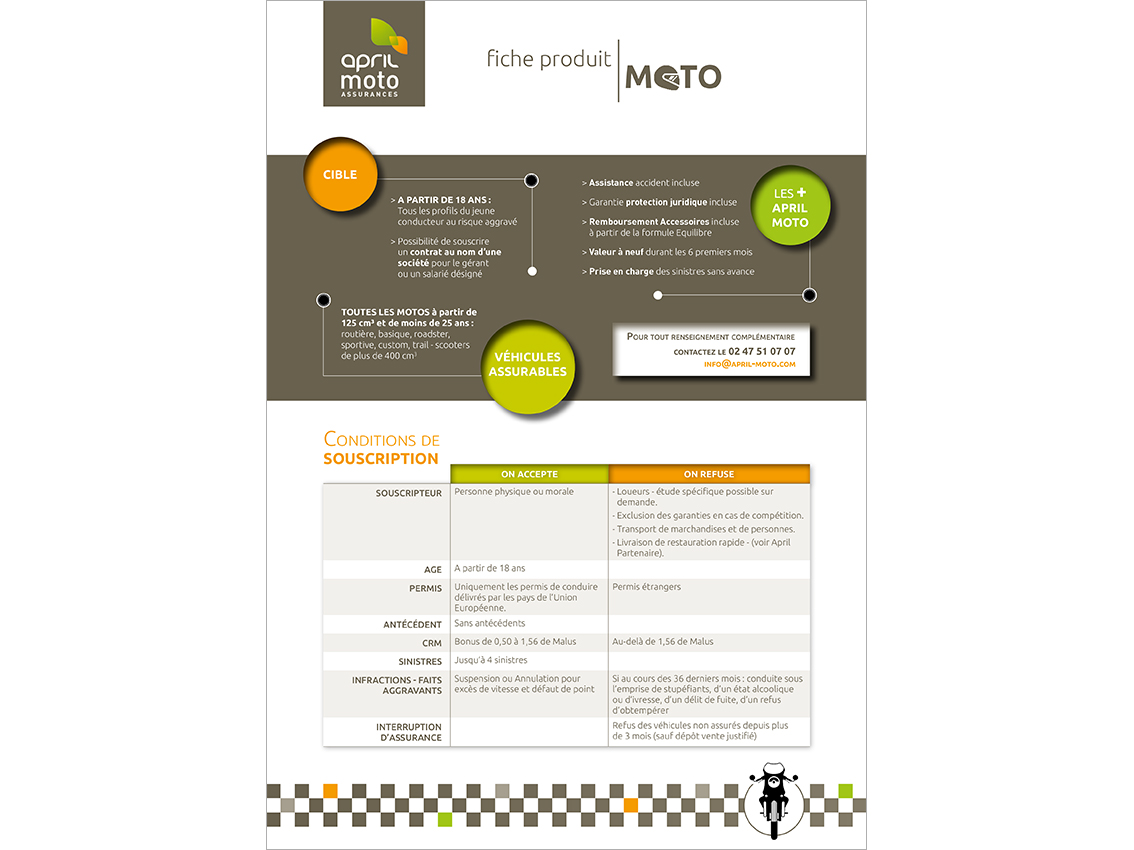 april
moto
ASSURANCES
fiche produit
MOTO
CIBLE
> A PARTIR DE 18 ANS :
Tous les profils du jeune
conducteur au risque aggravé
> Possibilité de souscrire
un contrat au nom d'une
société pour le gérant
ou un salarié désigné
> Assistance accident incluse
> Garantie protection juridique incluse
> Remboursement Accessoires incluse
à partir de la formule Equilibre
> Valeur à neuf durant les 6 premiers mois
> Prise en charge des sinistres sans avance
LES +
APRIL
MOTO
TOUTES LES MOTOS à partir de
125 cm³ et de moins de 25 ans :
routière, basique, roadster,
sportive, custom, trail - scooters
de plus de 400 cm³
VÉHICULES
ASSURABLES
POUR TOUT RENSEIGNEMENT COMPLÉMENTAIRE
CONTACTEZ LE 02 47 51 07 07
INFO@APRIL-MOTO.COM
CONDITIONS DE
SOUSCRIPTION
ON ACCEPTE
ON REFUSE
SOUSCRIPTEUR
Personne physique ou morale
- Loueurs - étude spécifique possible sur
demande.
- Exclusion des garanties en cas de compétition.
- Transport de marchandises et de personnes.
- Livraison de restauration rapide - (voir April
Partenaire).
AGE
A partir de 18 ans
PERMIS
Uniquement les permis de conduire
délivrés par les pays de l'Union
Européenne.
Permis étrangers
ANTÉCÉDENT
Sans antécédents
CRM
Bonus de 0,50 à 1,56 de Malus
Au-delà de 1,56 de Malus
SINISTRES
Jusqu'à 4 sinistres
INFRACTIONS - FAITS
AGGRAVANTS
Suspension ou Annulation pour
excès de vitesse et défaut de point
Si au cours des 36 derniers mois : conduite sous
l'emprise de stupéfiants, d'un état alcoolique
ou d'ivresse, d'un délit de fuite, d'un refus
d'obtempérer
INTERRUPTION
D'ASSURANCE
Refus des véhicules non assurés depuis plus
de 3 mois (sauf dépôt vente justifié)